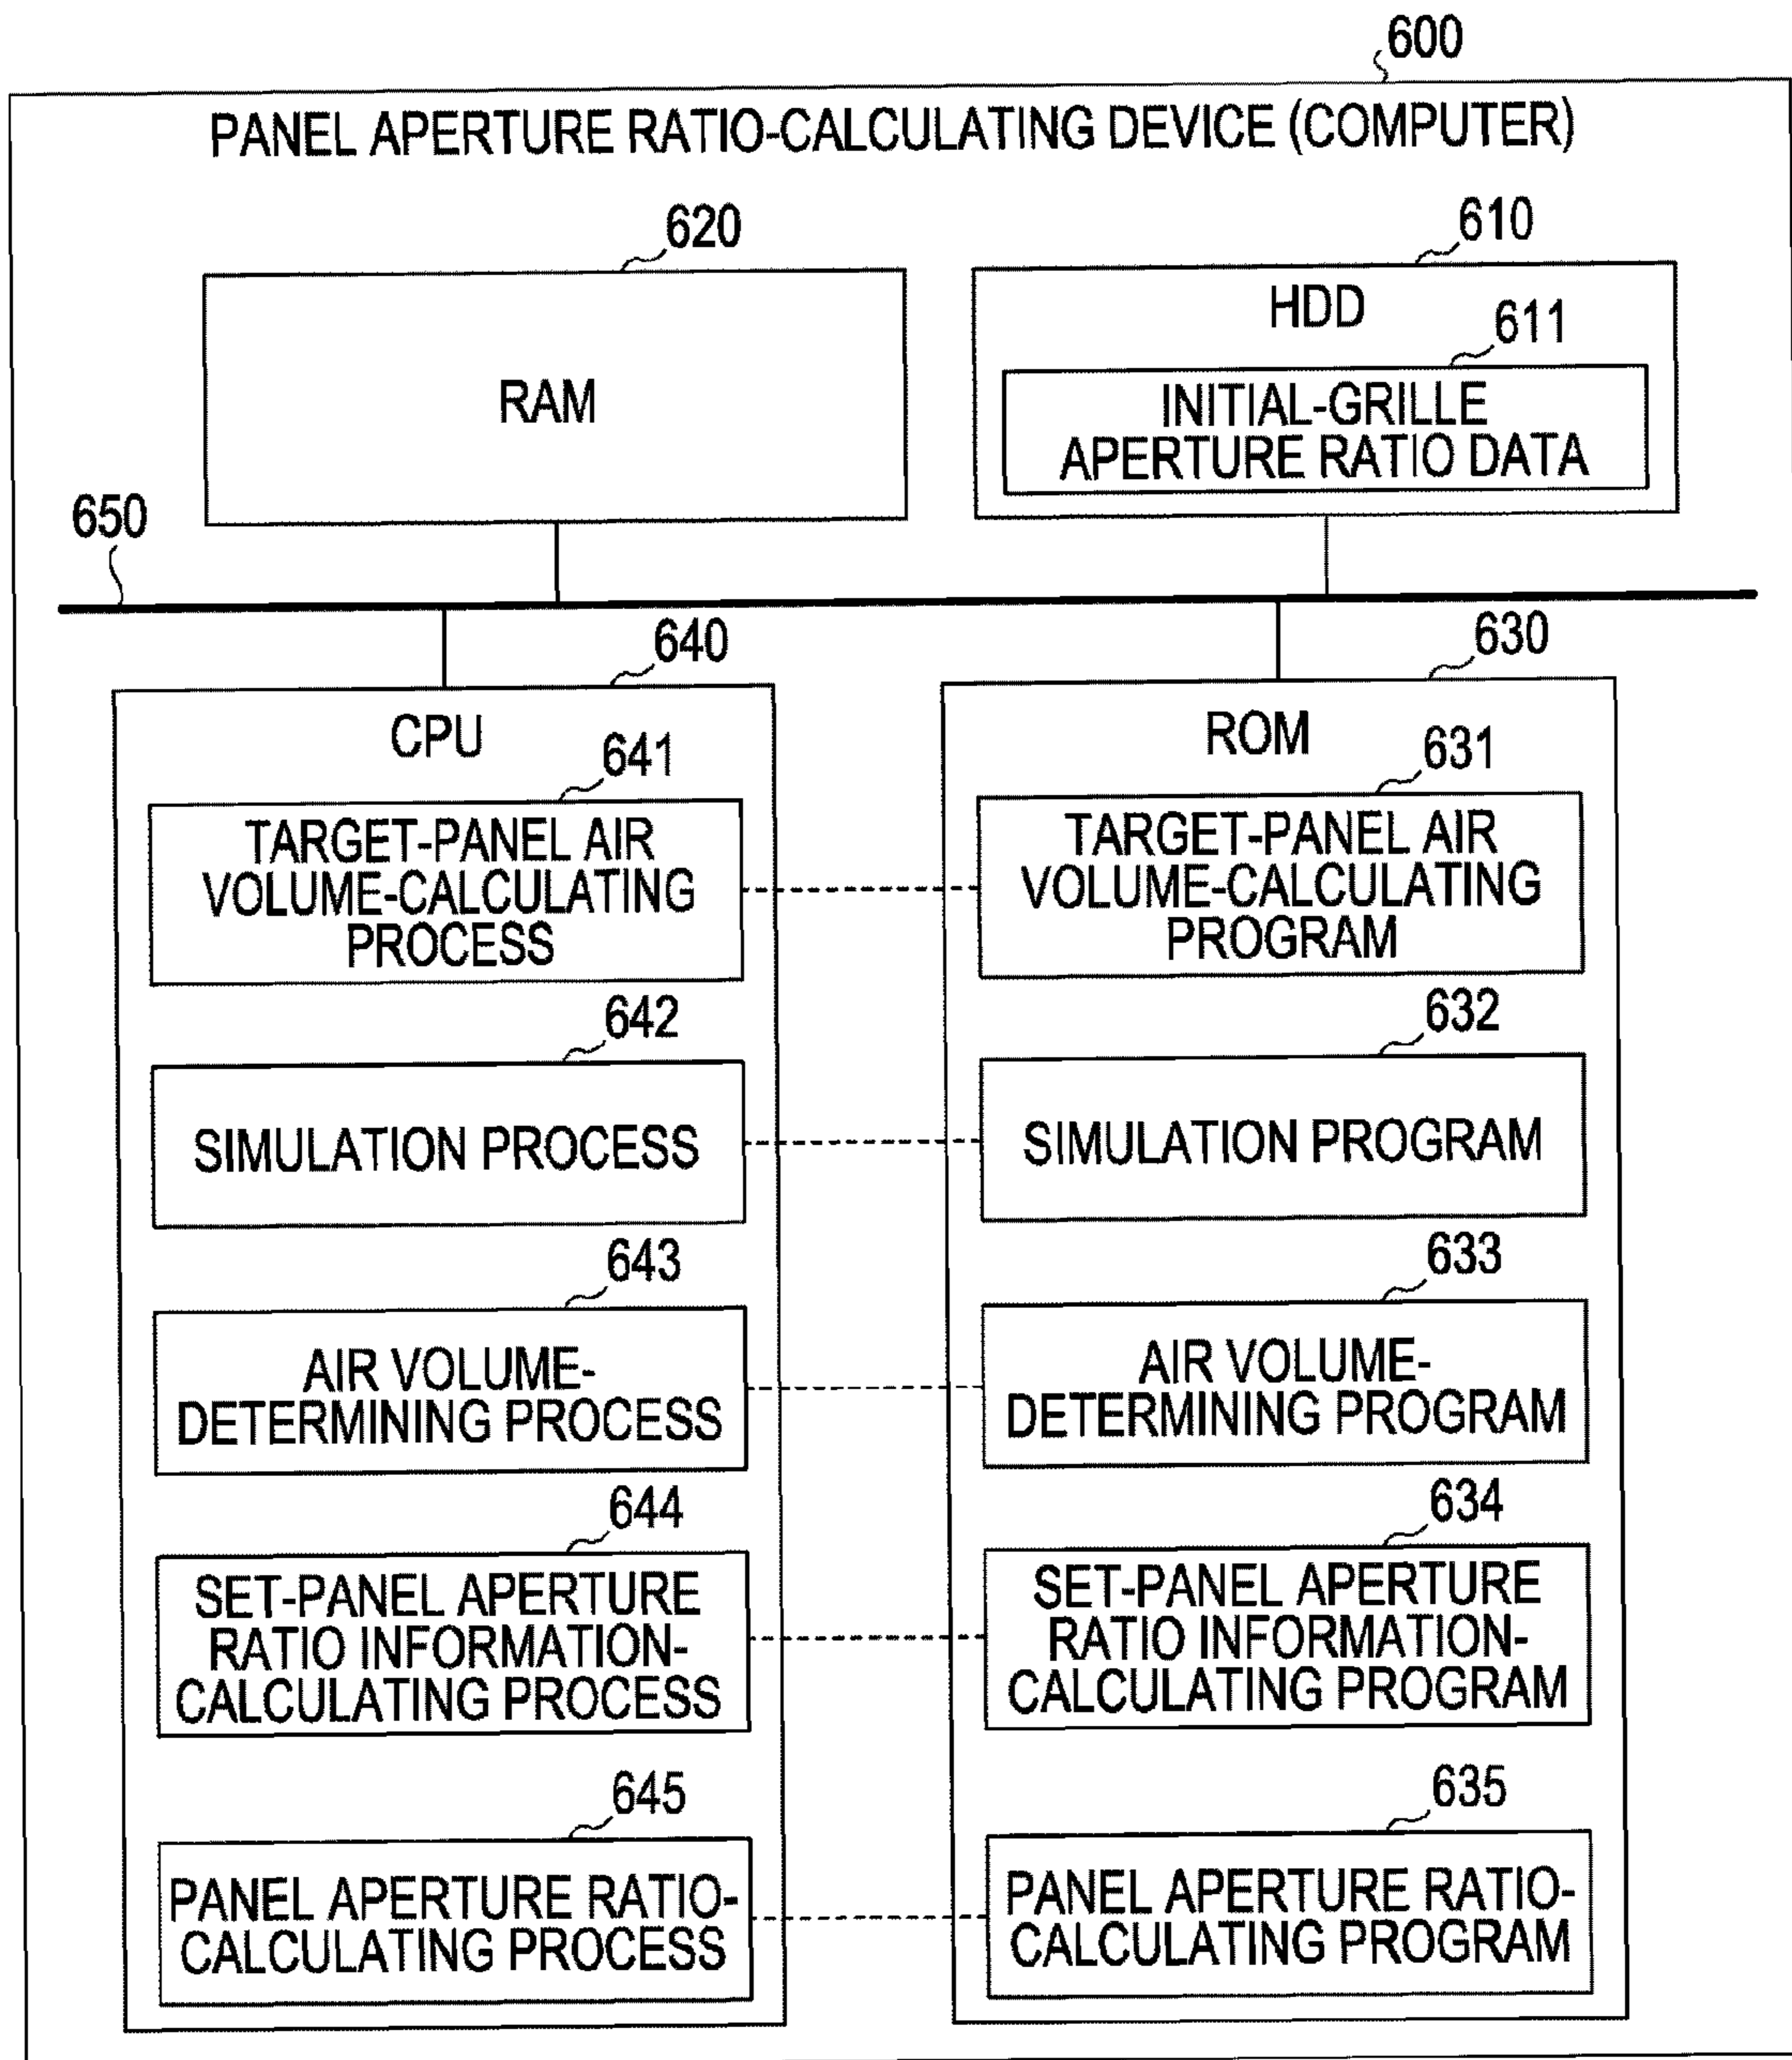 600
PANEL APERTURE RATIO-CALCULATING DEVICE (COMPUTER)
620
RAM
610
HDD
611
INITIAL-GRILLE
APERTURE RATIO DATA
650
640
CPU
641
TARGET-PANEL AIR
VOLUME-CALCULATING
PROCESS
642
SIMULATION PROCESS
643
AIR VOLUME-
DETERMINING PROCESS
644
SET-PANEL APERTURE
RATIO INFORMATION-
CALCULATING PROCESS
645
PANEL APERTURE RATIO-
CALCULATING PROCESS
630
ROM
631
TARGET-PANEL AIR
VOLUME-CALCULATING
PROGRAM
632
SIMULATION PROGRAM
633
AIR VOLUME-
DETERMINING PROGRAM
634
SET-PANEL APERTURE
RATIO INFORMATION-
CALCULATING PROGRAM
635
PANEL APERTURE RATIO-
CALCULATING PROGRAM